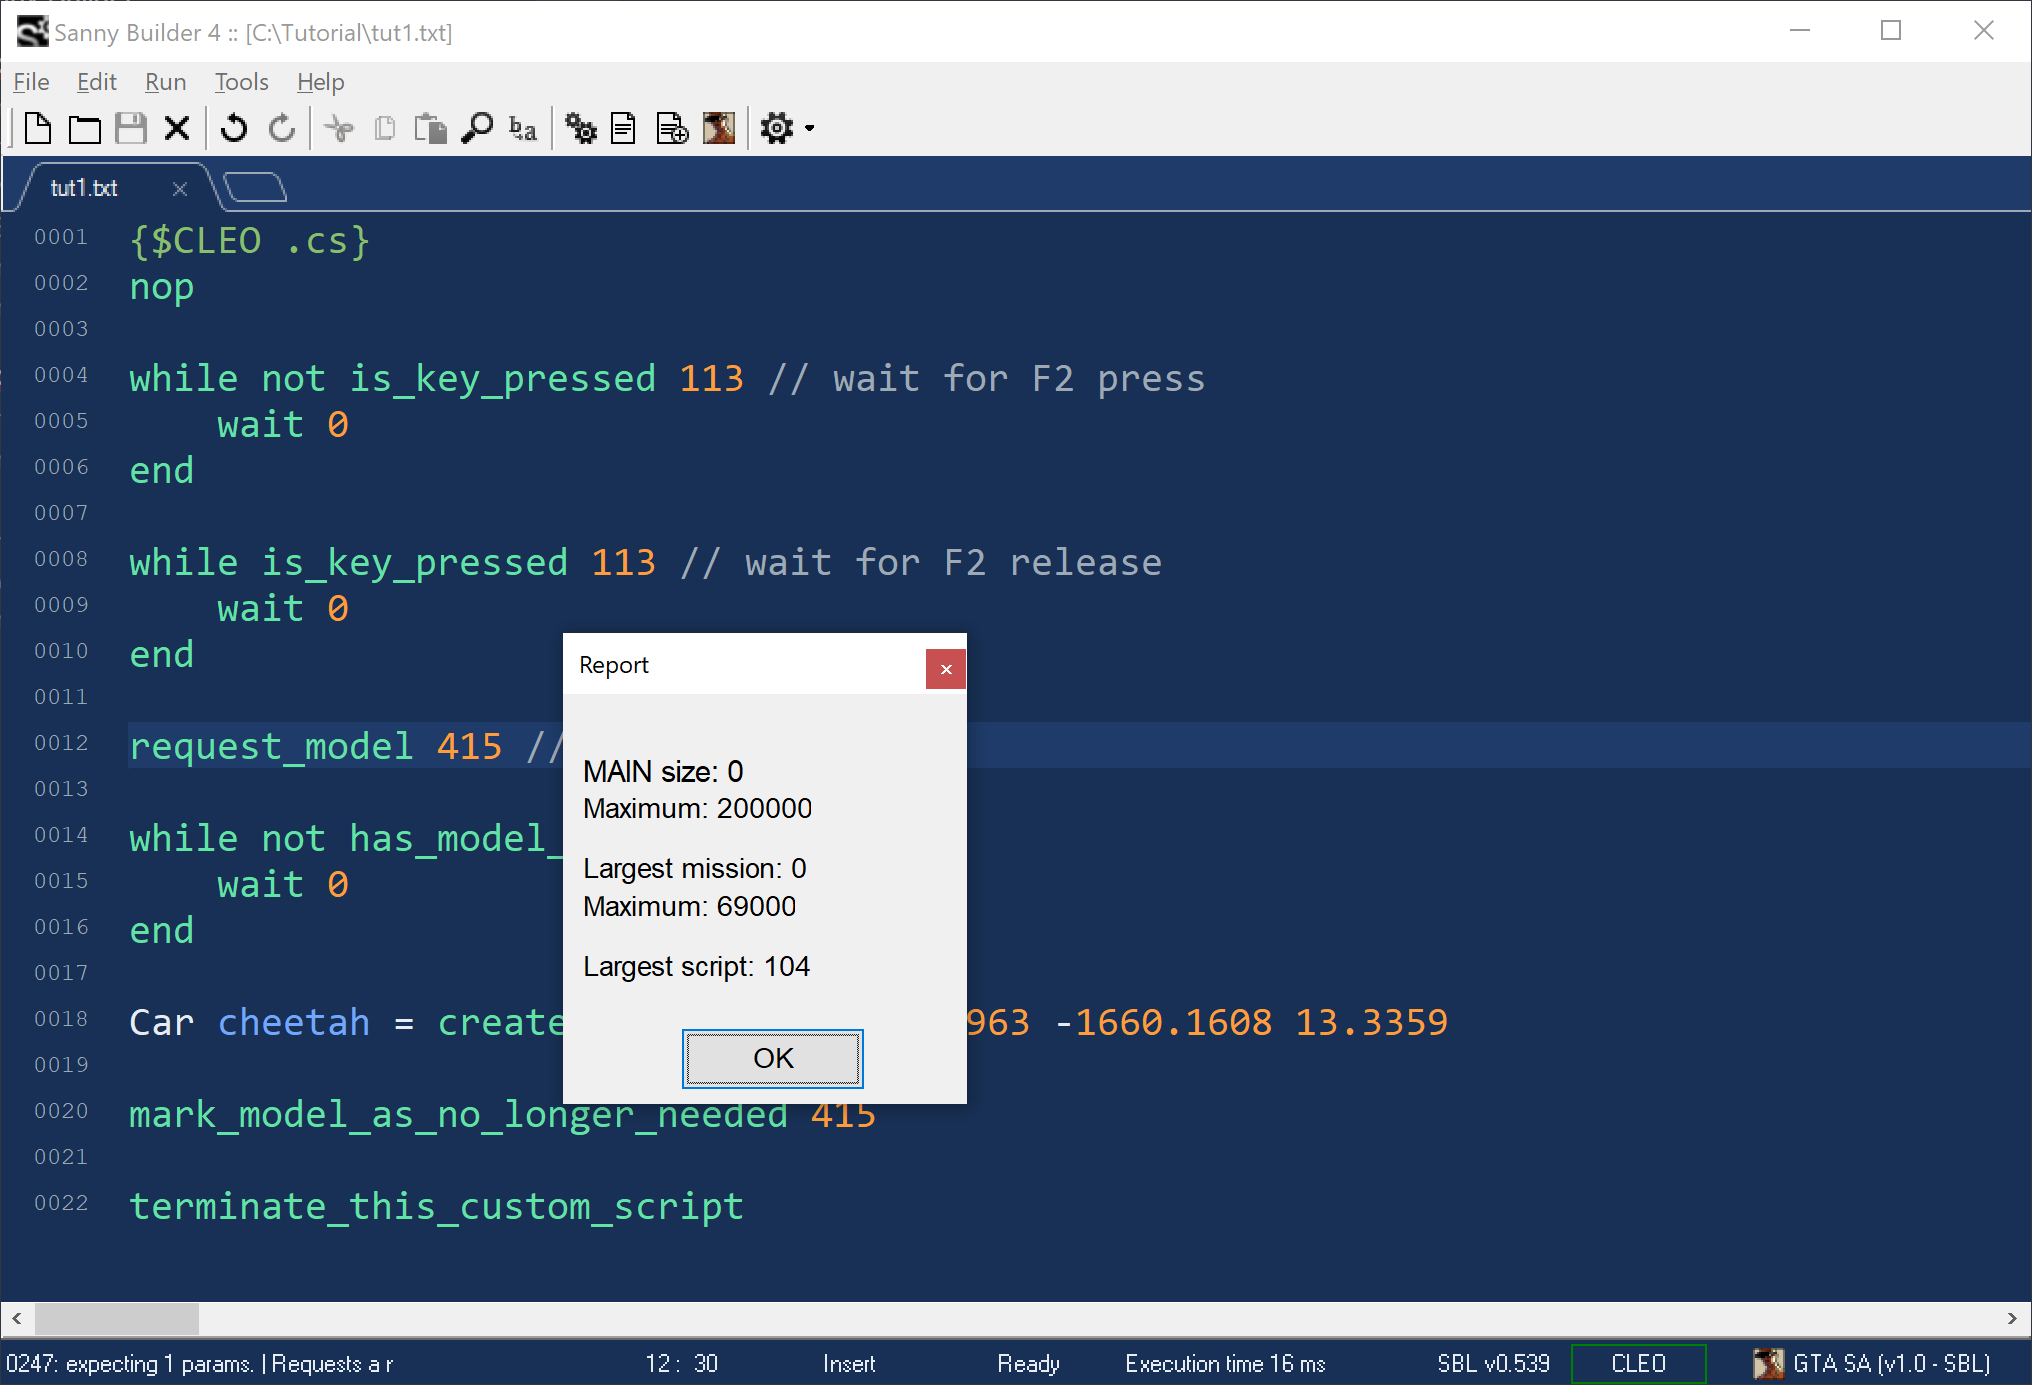 Sanny Builder 4 :: [C:\Tutorial\tut1.txt]
File Edit Run Tools Help
b a
tut1.txt
0001 {$CLEO .cs}
0002 nop
0003
0004 while not is_key_pressed 113 // wait for F2 press
0005 wait 0
0006 end
0007
0008 while is_key_pressed 113 // wait for F2 release
0009 wait 0
0010 end
0011
0012 request_model 415 //
0013
0014 while not has_model_
0015 wait 0
0016 end
0017
0018 Car cheetah = create 963 -1660.1608 13.3359
0019
0020 mark_model_as_no_longer_needed 415
0021
0022 terminate_this_custom_script
Report
MAIN size: 0
Maximum: 200000
Largest mission: 0
Maximum: 69000
Largest script: 104
OK
0247: expecting 1 params. | Requests a r 12: 30 Insert Ready Execution time 16 ms SBL v0.539 CLEO GTA SA (v1.0 - SBL)